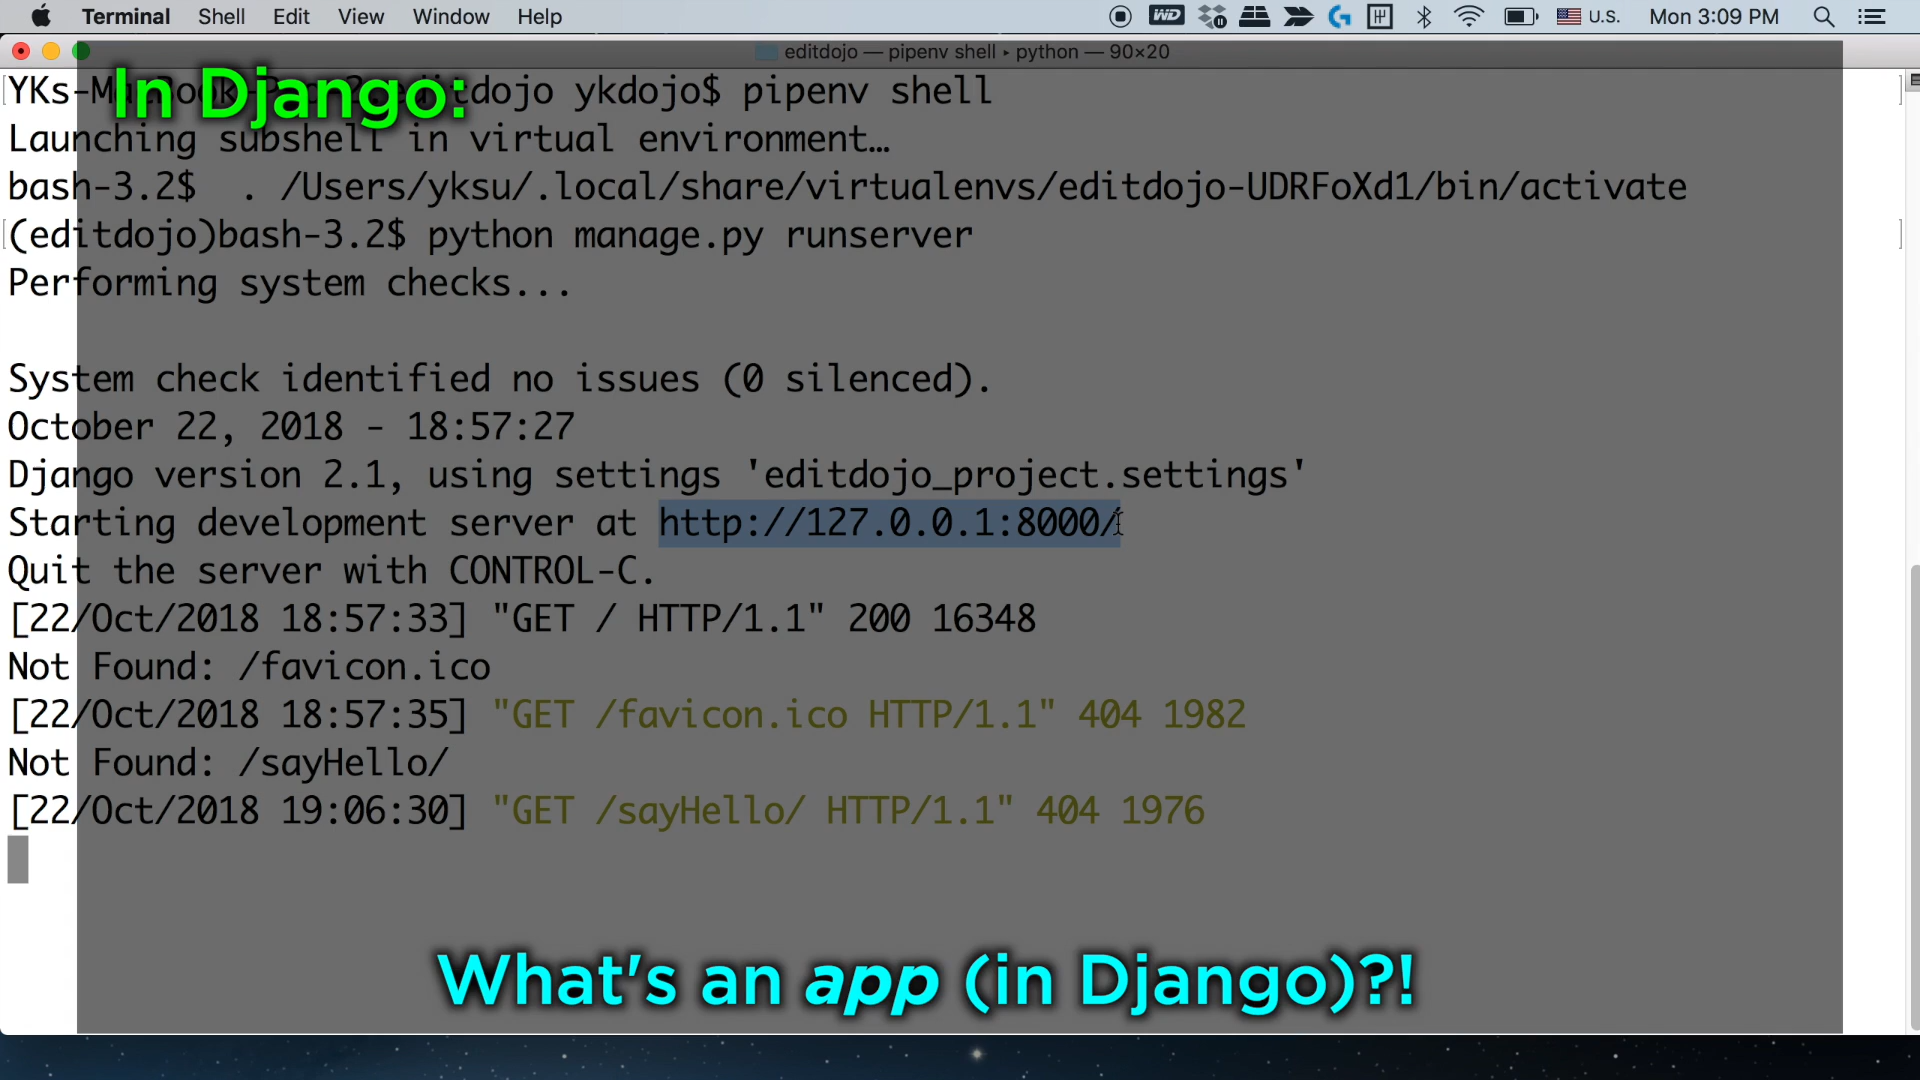 Terminal Shell Edit View Window Help WD U.S. Mon 3:09 PM
editdojo — pipenv shell ▸ python — 90×20
In Django:
YKs-MacBook-Pro-2:editdojo ykdojo$ pipenv shell
Launching subshell in virtual environment…
bash-3.2$  . /Users/yksu/.local/share/virtualenvs/editdojo-UDRFoXd1/bin/activate
(editdojo)bash-3.2$ python manage.py runserver
Performing system checks...
System check identified no issues (0 silenced).
October 22, 2018 - 18:57:27
Django version 2.1, using settings 'editdojo_project.settings'
Starting development server at http://127.0.0.1:8000/
Quit the server with CONTROL-C.
[22/Oct/2018 18:57:33] "GET / HTTP/1.1" 200 16348
Not Found: /favicon.ico
[22/Oct/2018 18:57:35] "GET /favicon.ico HTTP/1.1" 404 1982
Not Found: /sayHello/
[22/Oct/2018 19:06:30] "GET /sayHello/ HTTP/1.1" 404 1976
What's an app (in Django)?!